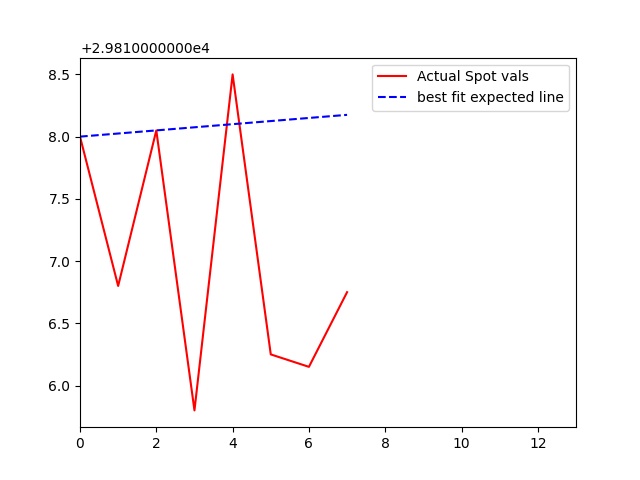 +2.9810000000e4
Actual Spot vals
best fit expected line
8.5
8.0
7.5
7.0
6.5
6.0
0 2 4 6 8 10 12